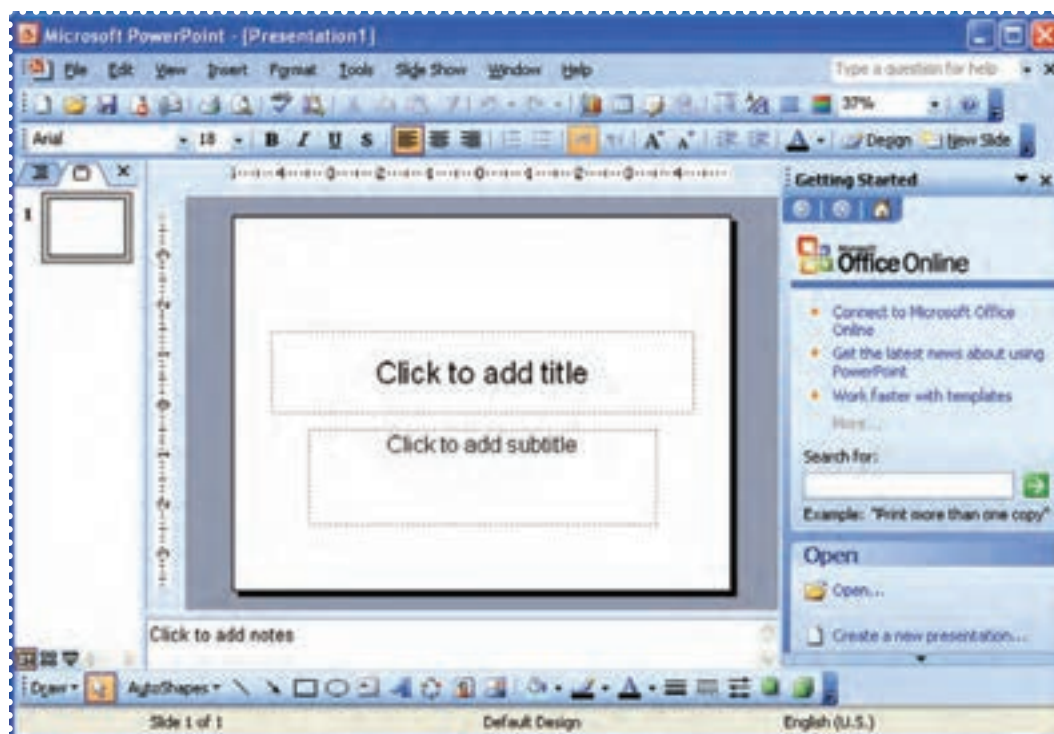 Microsoft PowerPoint - [Presentation1]
File Edit View Insert Format Tools Slide Show Window Help
Type a question for help
37%
Arial 18 B I U S
Design New Slide
Getting Started
1
Microsoft
Office Online
Connect to Microsoft Office
Online
Get the latest news about using
PowerPoint
Work faster with templates
More...
Search for:
Example: "Print more than one copy"
Open
Open...
Create a new presentation...
Click to add title
Click to add subtitle
Click to add notes
Draw AutoShapes
Slide 1 of 1 Default Design English (U.S.)